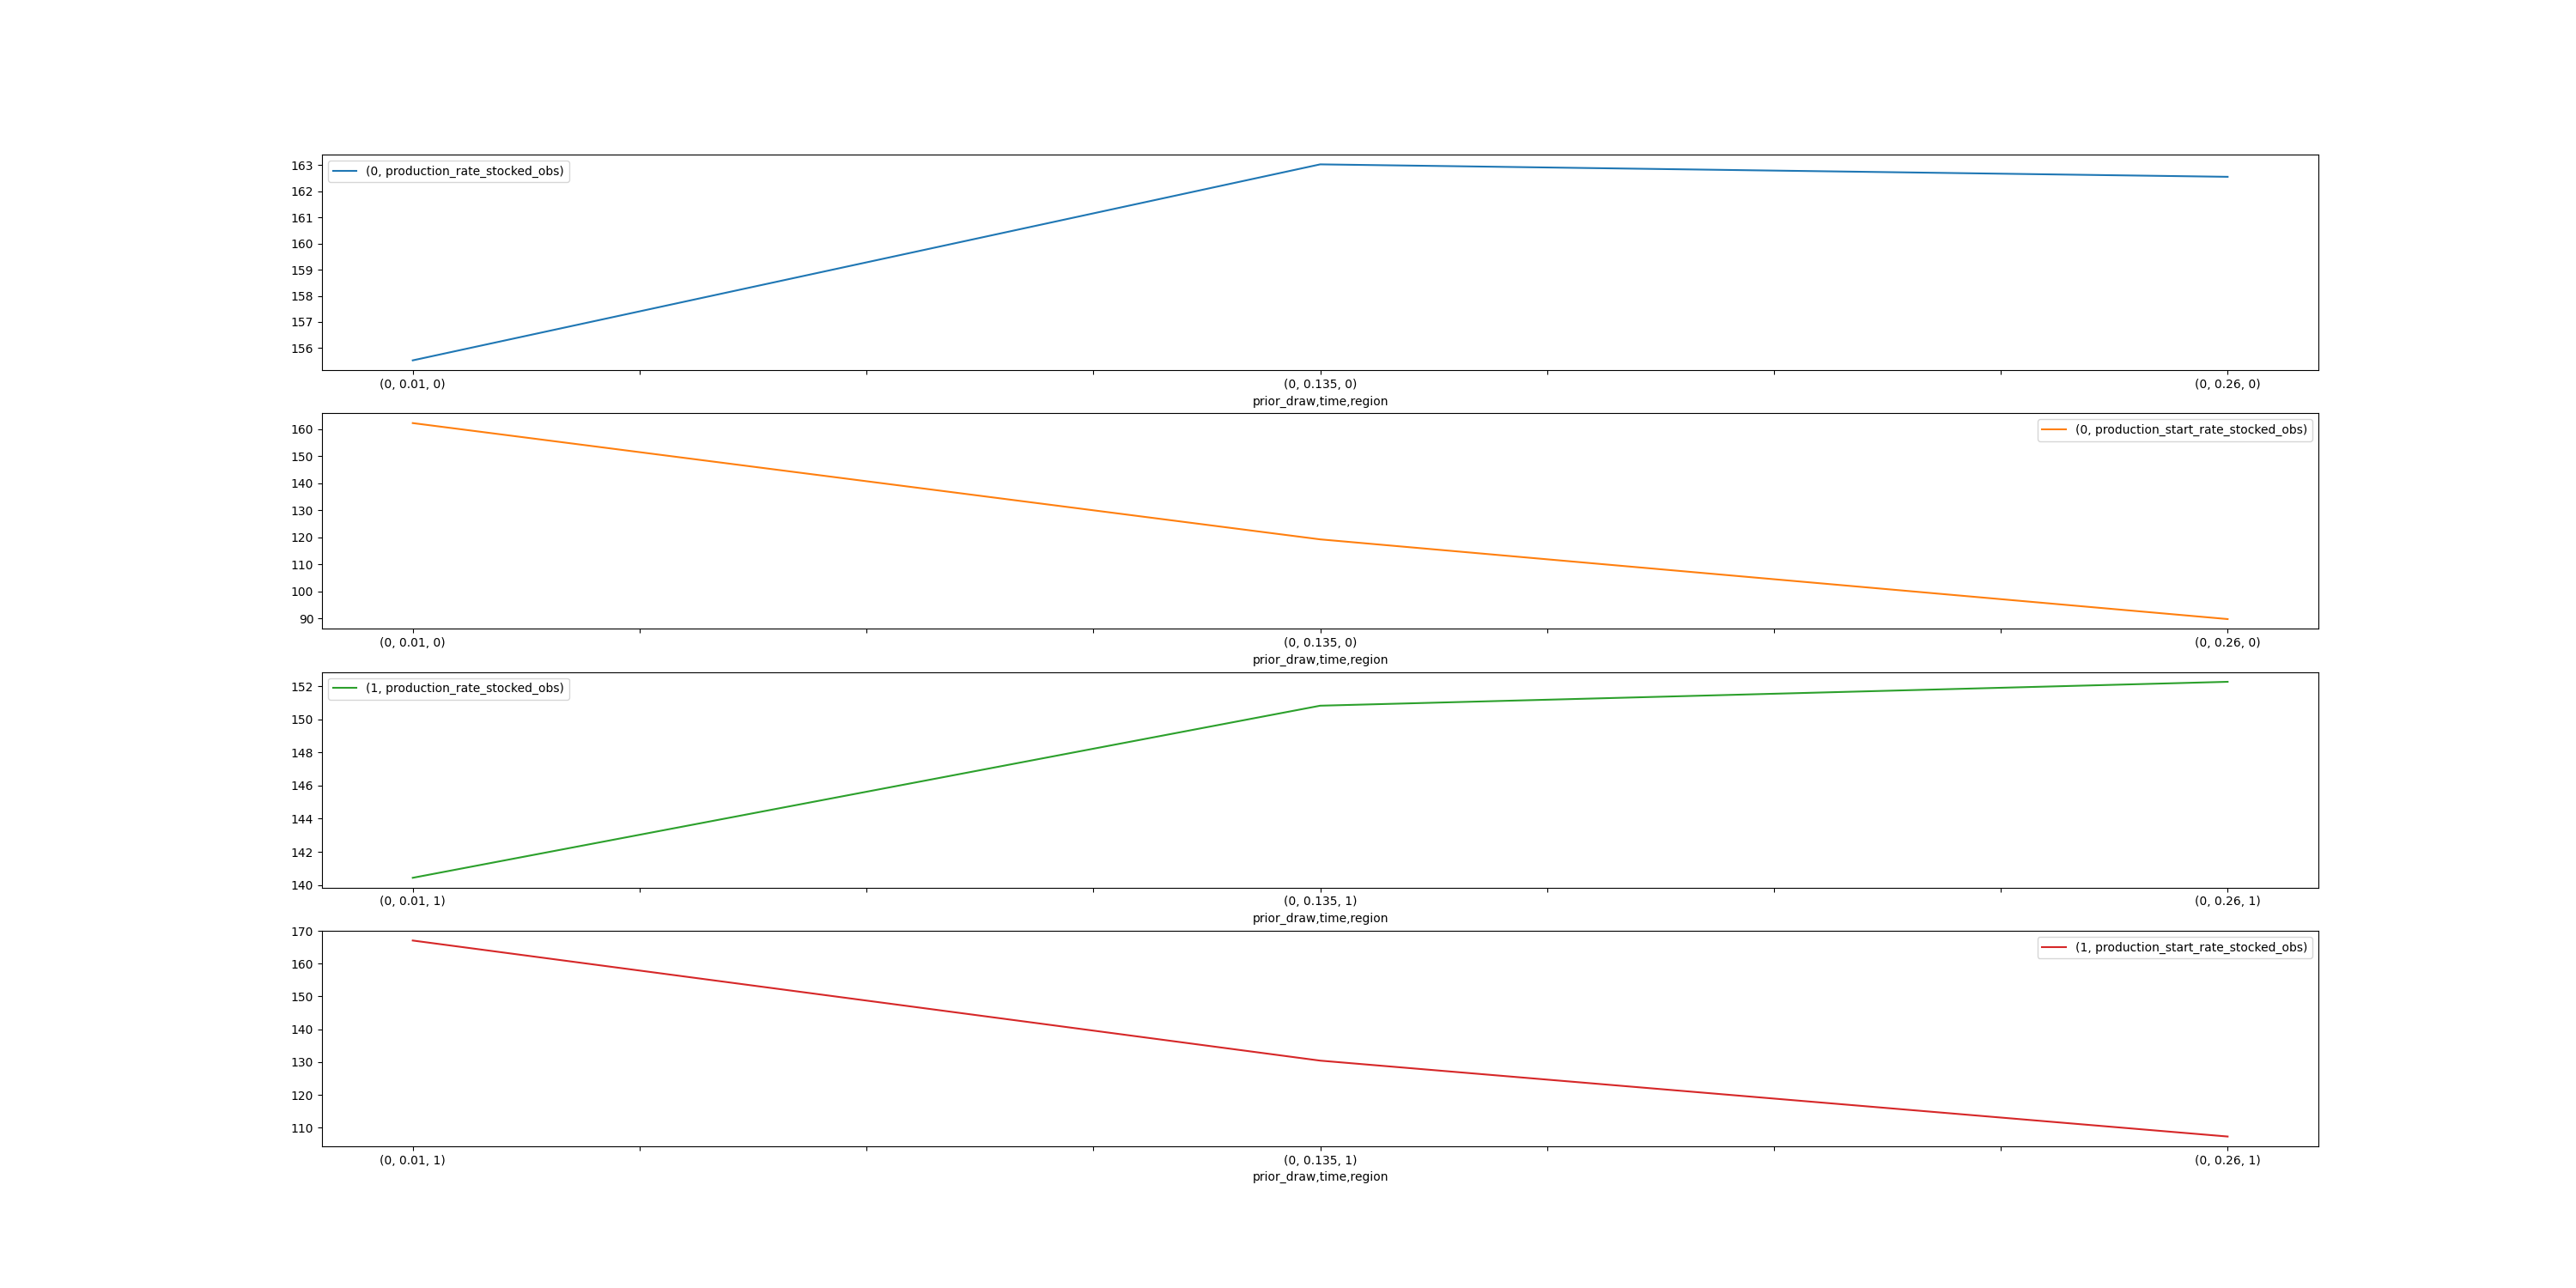 163
162
161
160
159
158
157
156
(0, production_rate_stocked_obs)
(0, 0.01, 0) (0, 0.135, 0) (0, 0.26, 0)
prior_draw,time,region
160
150
140
130
120
110
100
90
(0, production_start_rate_stocked_obs)
(0, 0.01, 0) (0, 0.135, 0) (0, 0.26, 0)
prior_draw,time,region
152
150
148
146
144
142
140
(1, production_rate_stocked_obs)
(0, 0.01, 1) (0, 0.135, 1) (0, 0.26, 1)
prior_draw,time,region
170
160
150
140
130
120
110
(1, production_start_rate_stocked_obs)
(0, 0.01, 1) (0, 0.135, 1) (0, 0.26, 1)
prior_draw,time,region